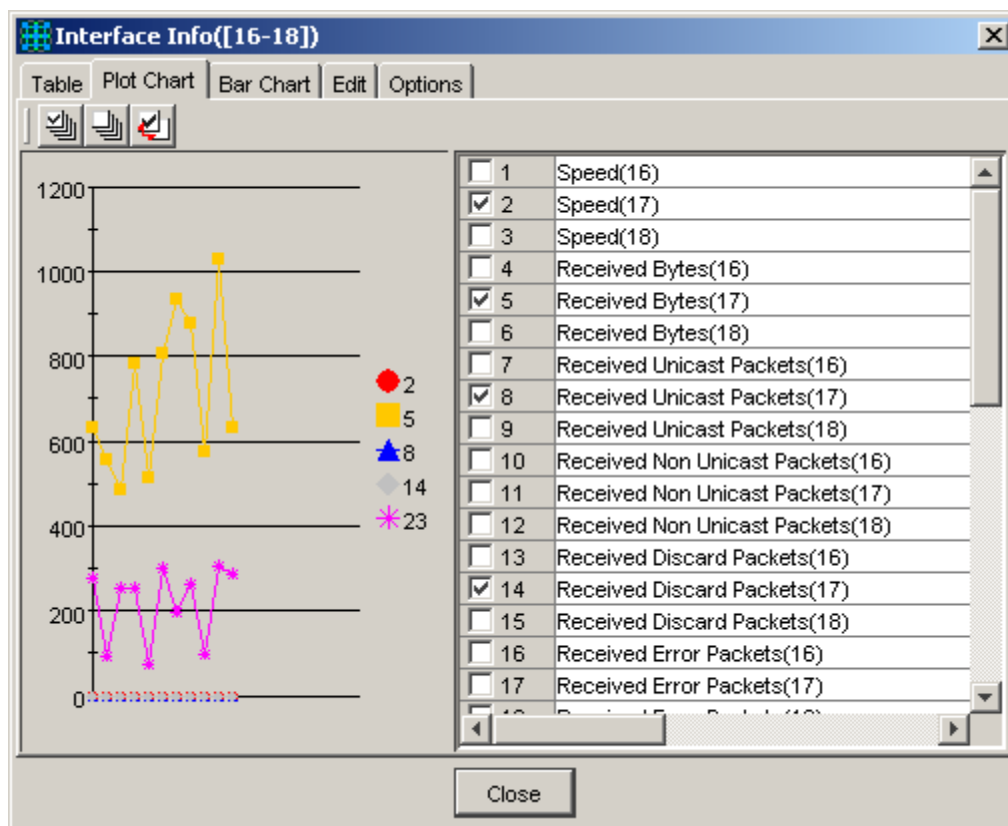 Interface Info([16-18])
Table Plot Chart Bar Chart Edit Options
1200
1000
800
600
400
200
0
2
5
8
14
23
1 Speed(16)
2 Speed(17)
3 Speed(18)
4 Received Bytes(16)
5 Received Bytes(17)
6 Received Bytes(18)
7 Received Unicast Packets(16)
8 Received Unicast Packets(17)
9 Received Unicast Packets(18)
10 Received Non Unicast Packets(16)
11 Received Non Unicast Packets(17)
12 Received Non Unicast Packets(18)
13 Received Discard Packets(16)
14 Received Discard Packets(17)
15 Received Discard Packets(18)
16 Received Error Packets(16)
17 Received Error Packets(17)
Close